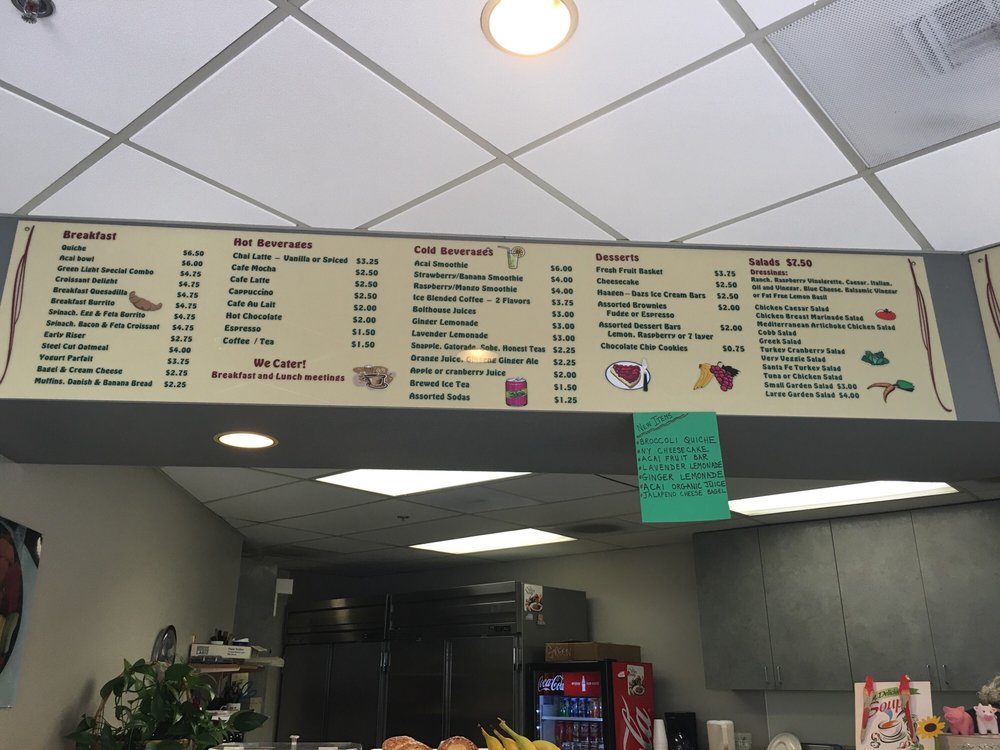 Breakfast
Quiche $6.50
Acai bowl $6.00
Green Light Special Combo $4.75
Croissant Delight $4.75
Breakfast Quesadilla $4.75
Breakfast Burrito $4.75
Spinach, Egg & Feta Burrito $4.75
Spinach, Bacon & Feta Croissant $4.75
Early Riser $2.75
Steel Cut Oatmeal $4.00
Yogurt Parfait $3.75
Bagel & Cream Cheese $2.75
Muffins, Danish & Banana Bread $2.25
Hot Beverages
Chai Latte – Vanilla or Spiced $3.25
Cafe Mocha $2.50
Cafe Latte $2.50
Cappuccino $2.50
Cafe Au Lait $2.00
Hot Chocolate $2.00
Espresso $1.50
Coffee / Tea $1.50
We Cater!
Breakfast and Lunch meetings
Cold Beverages
Acai Smoothie $6.00
Strawberry/Banana Smoothie $4.00
Raspberry/Mango Smoothie $4.00
Ice Blended Coffee – 2 Flavors $3.75
Bolthouse Juices $3.00
Ginger Lemonade $3.00
Lavender Lemonade $3.00
Snapple, Gatorade, Sobe, Honest Teas $2.25
Orange Juice, Ginseng Ginger Ale $2.25
Apple or cranberry Juice $2.00
Brewed Ice Tea $1.50
Assorted Sodas $1.25
Desserts
Fresh Fruit Basket $3.75
Cheesecake $2.50
Haagen – Dazs Ice Cream Bars $2.50
Assorted Brownies $2.00
Fudge or Espresso
Assorted Dessert Bars $2.00
Lemon, Raspberry or 7 layer
Chocolate Chip Cookies $0.75
Salads $7.50
Dressings:
Ranch, Raspberry Vinaigrette, Caesar, Italian,
Oil and Vinegar, Blue Cheese, Balsamic Vinegar
or Fat Free Lemon Basil
Chicken Caesar Salad
Chicken Breast Marinade Salad
Mediterranean Artichoke Chicken Salad
Cobb Salad
Greek Salad
Turkey Cranberry Salad
Very Veggie Salad
Santa Fe Turkey Salad
Tuna or Chicken Salad
Small Garden Salad $3.00
Large Garden Salad $4.00
New Items
*BROCCOLI QUICHE
*NY CHEESECAKE
*ACAI FRUIT BAR
*LAVENDER LEMONADE
*GINGER LEMONADE
*ACAI ORGANIC JUICE
*JALAPENO CHEESE BAGEL
Coca-Cola
Coca
Soup